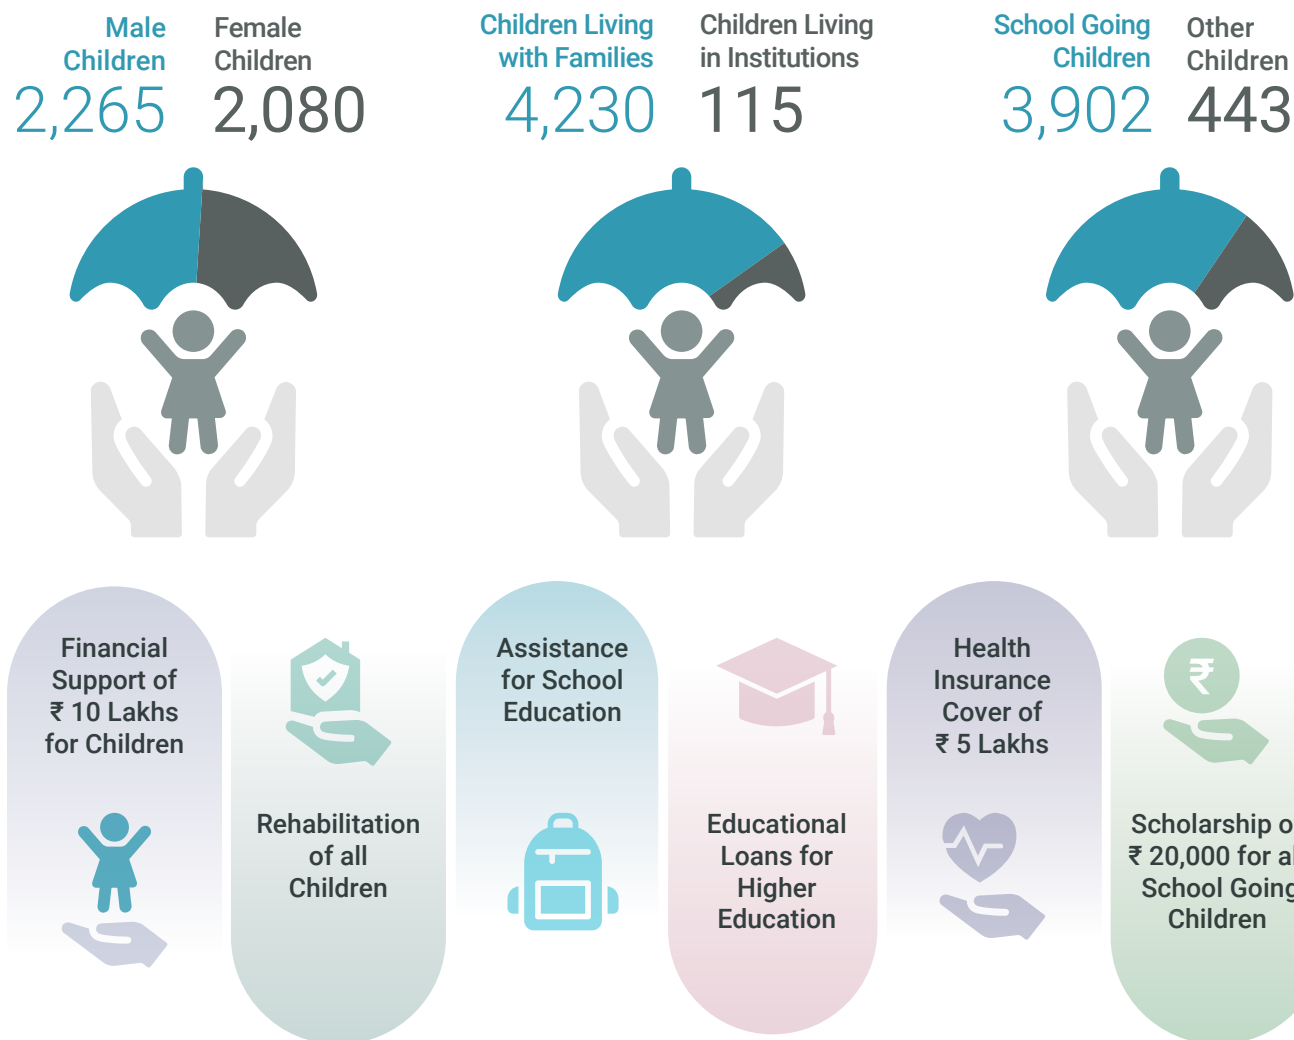 Male
Children
2,265
Female
Children
2,080
Children Living
with Families
4,230
Children Living
in Institutions
115
School Going
Children
3,902
Other
Children
443
Financial
Support of
₹ 10 Lakhs
for Children
Rehabilitation
of all
Children
Assistance
for School
Education
Educational
Loans for
Higher
Education
Health
Insurance
Cover of
₹ 5 Lakhs
₹
Scholarship
₹ 20,000 for
School Going
Children